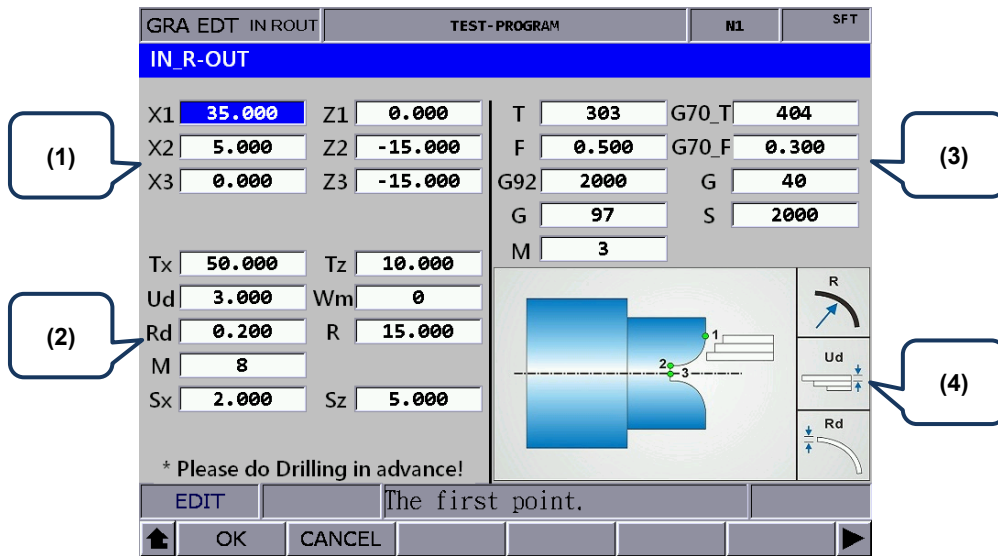 GRA EDT IN ROUT TEST-PROGRAM N1 SFT
IN_R-OUT
X1 35.000 Z1 0.000 T 303 G70_T 404
X2 5.000 Z2 -15.000 F 0.500 G70_F 0.300
X3 0.000 Z3 -15.000 G92 2000 G 40
G 97 S 2000
M 3
Tx 50.000 Tz 10.000
Ud 3.000 Wm 0
Rd 0.200 R 15.000
M 8
Sx 2.000 Sz 5.000
* Please do Drilling in advance!
1
2
3
R
Ud
Rd
(1)
(2)
(3)
(4)
EDIT The first point.
OK CANCEL